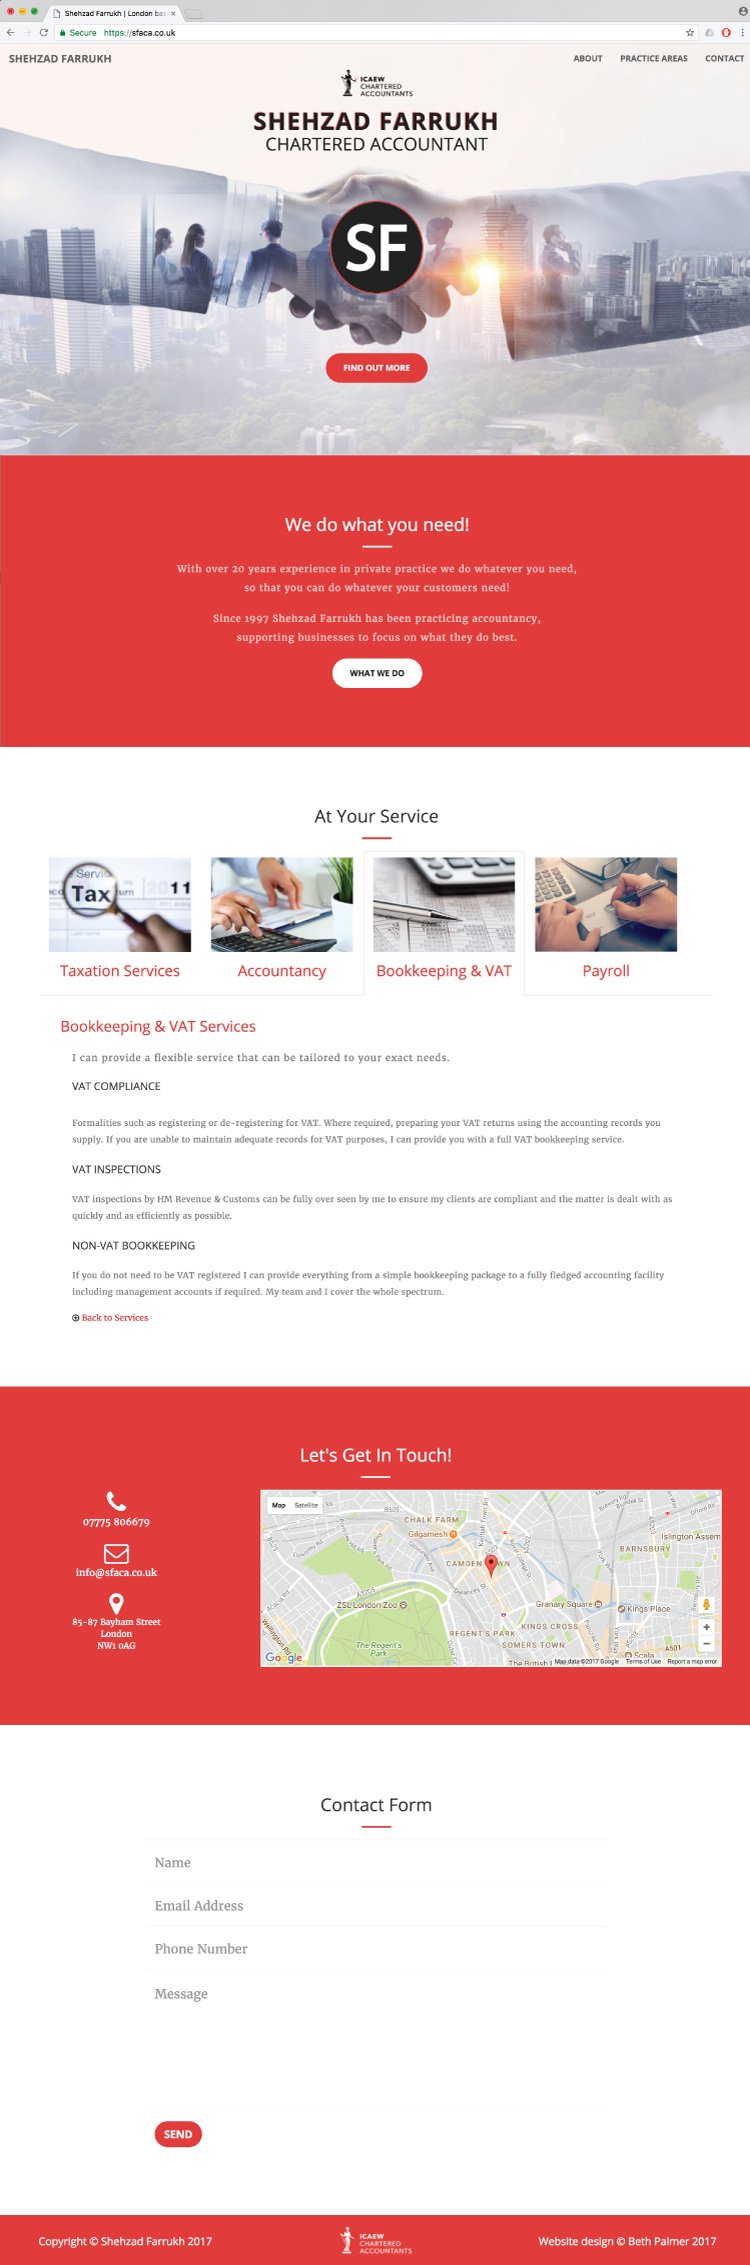 Shehzad Farrukh | London bas
Secure https://sfaca.co.uk
SHEHZAD FARRUKH
ABOUT PRACTICE AREAS CONTACT
ICAEW
CHARTERED
ACCOUNTANTS
SHEHZAD FARRUKH
CHARTERED ACCOUNTANT
SF
FIND OUT MORE
We do what you need!
With over 20 years experience in private practice we do whatever you need,
so that you can do whatever your customers need!
Since 1997 Shehzad Farrukh has been practicing accountancy,
supporting businesses to focus on what they do best.
WHAT WE DO
At Your Service
Tax
2011
Taxation Services
Accountancy
Bookkeeping & VAT
Payroll
Bookkeeping & VAT Services
I can provide a flexible service that can be tailored to your exact needs.
VAT COMPLIANCE
Formalities such as registering or de-registering for VAT. Where required, preparing your VAT returns using the accounting records you
supply. If you are unable to maintain adequate records for VAT purposes, I can provide you with a full VAT bookkeeping service.
VAT INSPECTIONS
VAT inspections by HM Revenue & Customs can be fully over seen by me to ensure my clients are compliant and the matter is dealt with as
quickly and as efficiently as possible.
NON-VAT BOOKKEEPING
If you do not need to be VAT registered I can provide everything from a simple bookkeeping package to a fully fledged accounting facility
including management accounts if required. My team and I cover the whole spectrum.
Back to Services
Let's Get In Touch!
07775 806679
info@sfaca.co.uk
85-87 Bayham Street
London
NW1 0AG
Map Satellite
CHALK FARM
Gilgamesh
CAMDEN TOWN
BARNSBURY
Islington Assem
ZSL London Zoo
Granary Square
Kings Place
KINGS CROSS
REGENT'S PARK
SOMERS TOWN
The Regent's
Park
A501
Scala
Google
Map data ©2017 Google Terms of Use Report a map error
Contact Form
Name
Email Address
Phone Number
Message
SEND
Copyright © Shehzad Farrukh 2017
ICAEW
CHARTERED
ACCOUNTANTS
Website design © Beth Palmer 2017